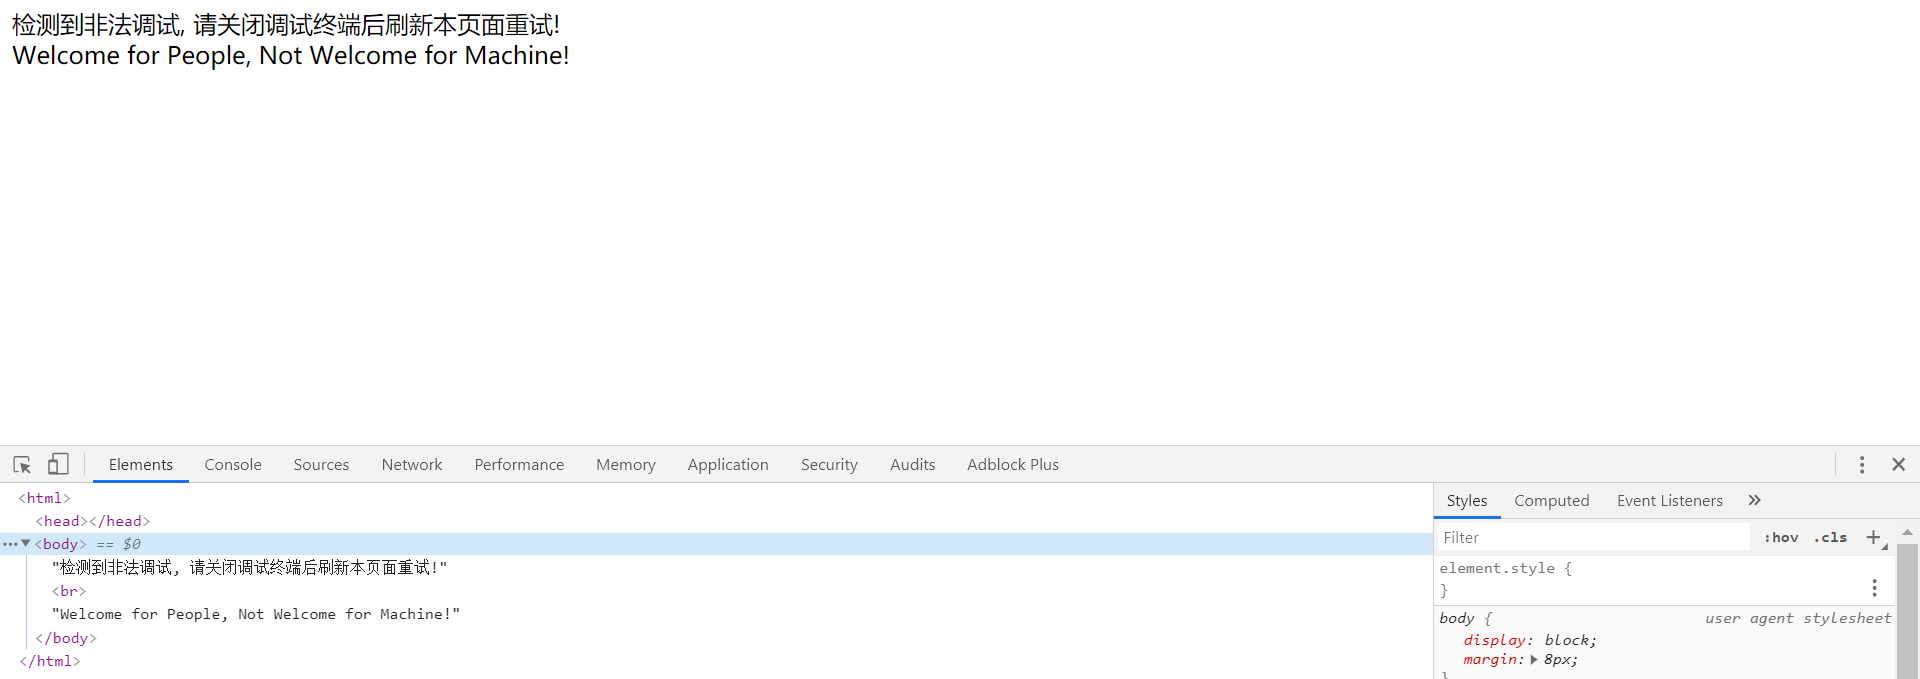 检测到非法调试, 请关闭调试终端后刷新本页面重试!
Welcome for People, Not Welcome for Machine!
Elements Console Sources Network Performance Memory Application Security Audits Adblock Plus
<html>
<head></head>
<body> == $0
"检测到非法调试, 请关闭调试终端后刷新本页面重试!"
<br>
"Welcome for People, Not Welcome for Machine!"
</body>
</html>
Styles Computed Event Listeners
Filter :hov .cls
element.style {
}
body { user agent stylesheet
display: block;
margin: 8px;
}